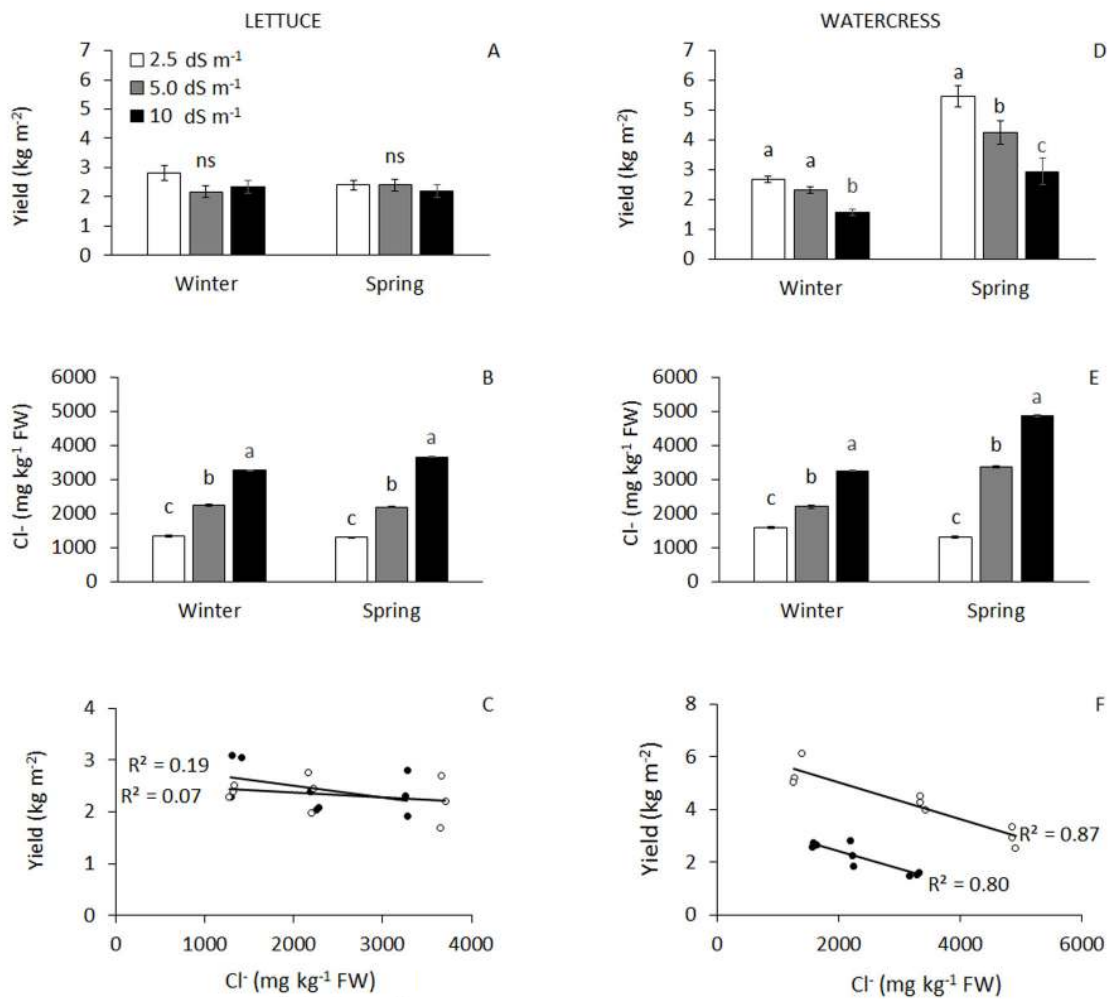 LETTUCE
A
7
6
5
4
3
2
1
0
Yield (kg m⁻²)
2.5 dS m⁻¹
5.0 dS m⁻¹
10 dS m⁻¹
ns
ns
Winter
Spring
WATERCRESS
D
7
6
5
4
3
2
1
0
Yield (kg m⁻²)
a
a
b
a
b
c
Winter
Spring
B
6000
5000
4000
3000
2000
1000
0
Cl- (mg kg⁻¹ FW)
c
b
a
c
b
a
Winter
Spring
E
6000
5000
4000
3000
2000
1000
0
Cl- (mg kg⁻¹ FW)
c
b
a
c
b
a
Winter
Spring
C
4
3
2
1
0
Yield (kg m⁻²)
R² = 0.19
R² = 0.07
0 1000 2000 3000 4000
Cl⁻ (mg kg⁻¹ FW)
F
8
6
4
2
0
Yield (kg m⁻²)
R² = 0.87
R² = 0.80
0 2000 4000 6000
Cl⁻ (mg kg⁻¹ FW)